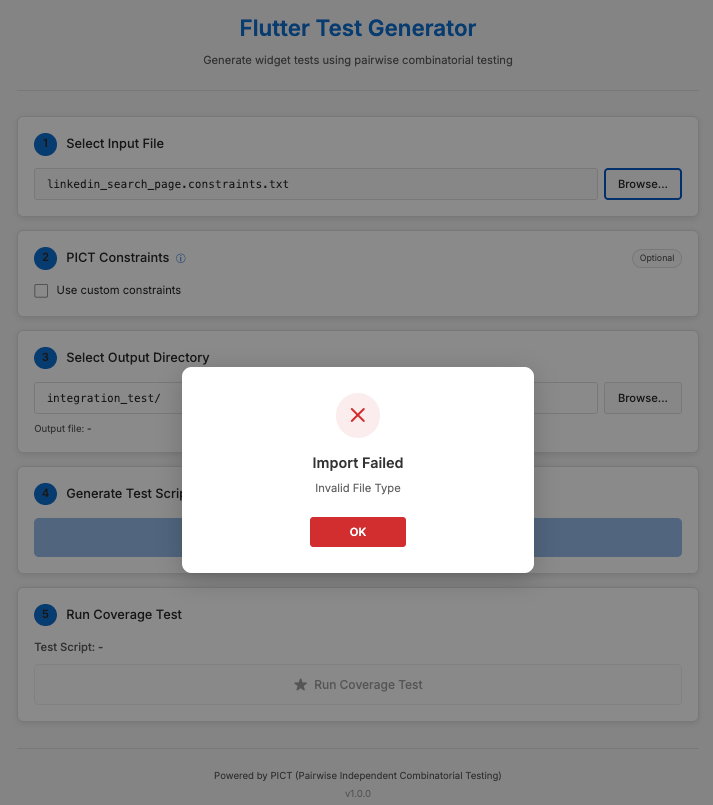 Flutter Test Generator
Generate widget tests using pairwise combinatorial testing
1 Select Input File
linkedin_search_page.constraints.txt Browse...
2 PICT Constraints ⓘ Optional
Use custom constraints
3 Select Output Directory
integration_test/ Browse...
Output file: -
Import Failed
Invalid File Type
OK
4 Generate Test Scrip
5 Run Coverage Test
Test Script: -
★ Run Coverage Test
Powered by PICT (Pairwise Independent Combinatorial Testing)
v1.0.0